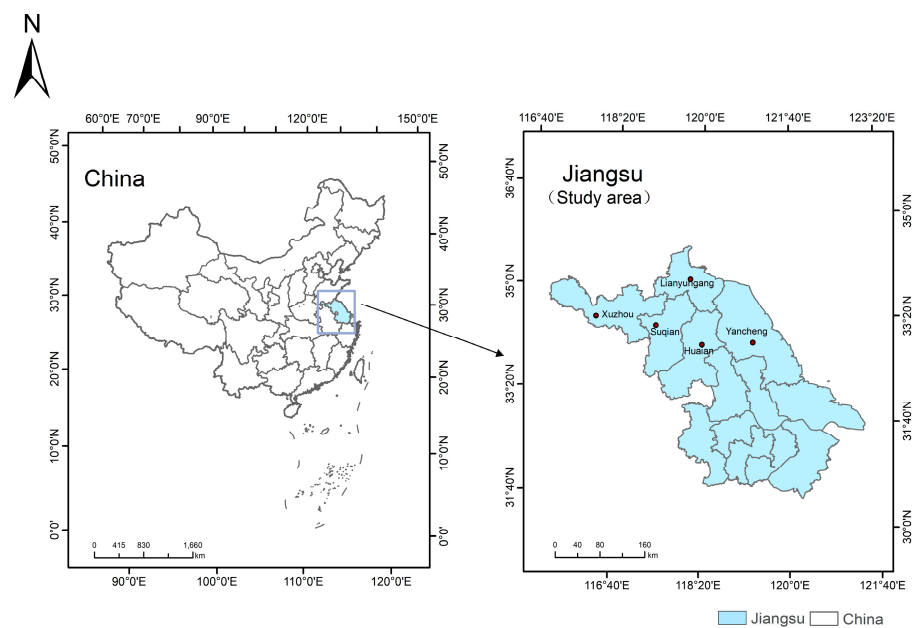 N
60°0'E 70°0'E 90°0'E 120°0'E 150°0'E
50°0'N
40°0'N
30°0'N
20°0'N
10°0'N
0°0'
China
50°0'N
40°0'N
30°0'N
20°0'N
10°0'N
0°0'
0 415 830 1,660
km
90°0'E 100°0'E 110°0'E 120°0'E
116°40'E 118°20'E 120°0'E 121°40'E 123°20'E
36°40'N
35°0'N
33°20'N
31°40'N
Jiangsu
（Study area）
Lianyungang
Xuzhou
Suqian
Yancheng
Huaian
35°0'N
33°20'N
31°40'N
30°0'N
0 40 80 160
km
116°40'E 118°20'E 120°0'E 121°40'E
Jiangsu China